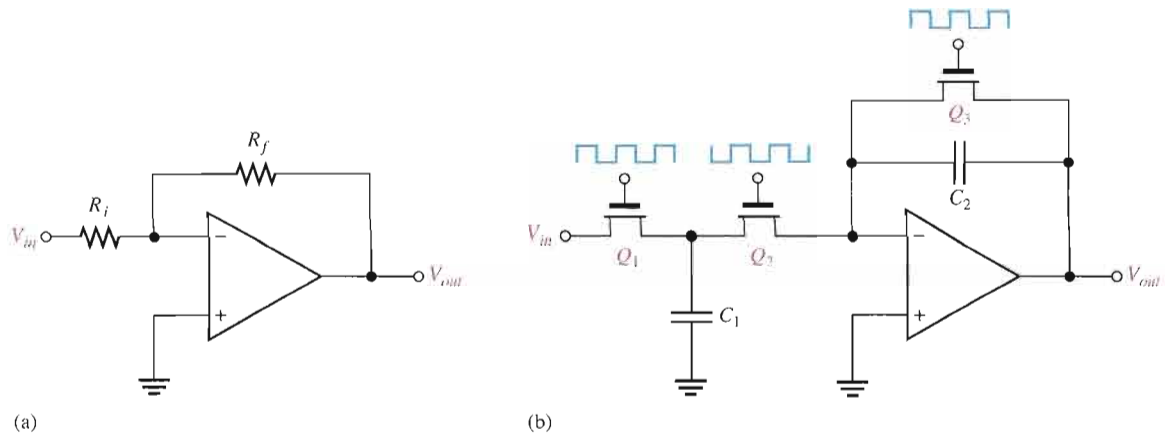 R_f
R_i
V_in
−
+
V_out
(a)
Q_3
C_2
V_in
Q_1
Q_2
C_1
−
+
V_out
(b)